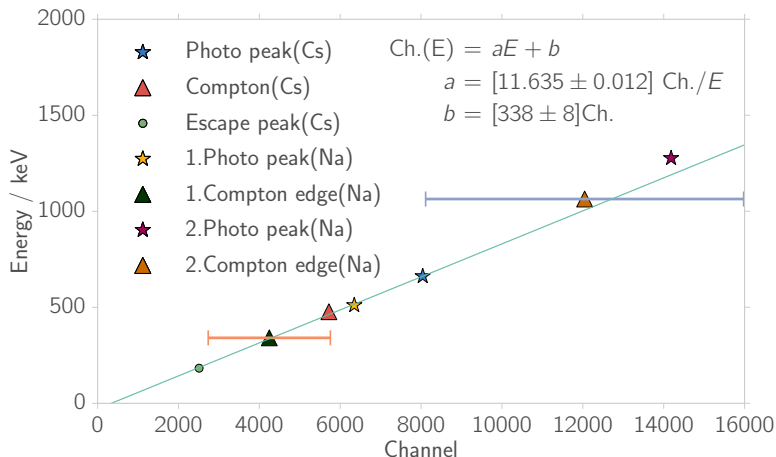 2000
1500
1000
500
0
Energy / keV
Photo peak(Cs)
Compton(Cs)
Escape peak(Cs)
1.Photo peak(Na)
1.Compton edge(Na)
2.Photo peak(Na)
2.Compton edge(Na)
Ch.(E) = aE + b
a = [11.635 ± 0.012] Ch./E
b = [338 ± 8]Ch.
0 2000 4000 6000 8000 10000 12000 14000 16000
Channel